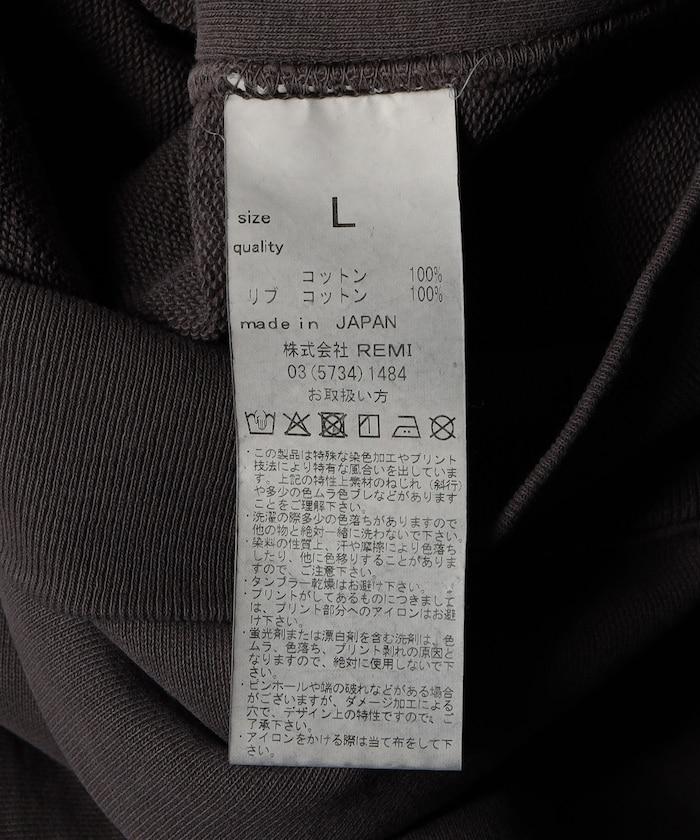 size L
quality
コットン 100%
リブ コットン 100%
made in JAPAN
株式会社 REMI
03(5734)1484
お取扱い方
・この製品は特殊な染色加工やプリント
技法により特有な風合いを出していま
す。上記の特性上素材のねじれ（斜行）
や多少の色ムラ色ブレなどがあります
ことをご理解下さい。
・洗濯の際多少の色落ちがありますので
他の物と絶対一緒に洗わないで下さい。
・染料の性質上、汗や摩擦により色落ち
したり、他に色移りすることがありま
すので、ご注意下さい。
・タンブラー乾燥はお避け下さい。
・プリントがしてあるものにつきまして
は、プリント部分へのアイロンはお避
け下さい。
・蛍光剤または漂白剤を含む洗剤は、色
ムラ、色落ち、プリント剥れの原因と
なりますので、絶対に使用しないで下
さい。
・ピンホールや端の破れなどがある場合
がございますが、ダメージ加工による
穴で、デザイン上の特性ですので、ご
了承下さい。
・アイロンをかける際は当て布をして下
さい。